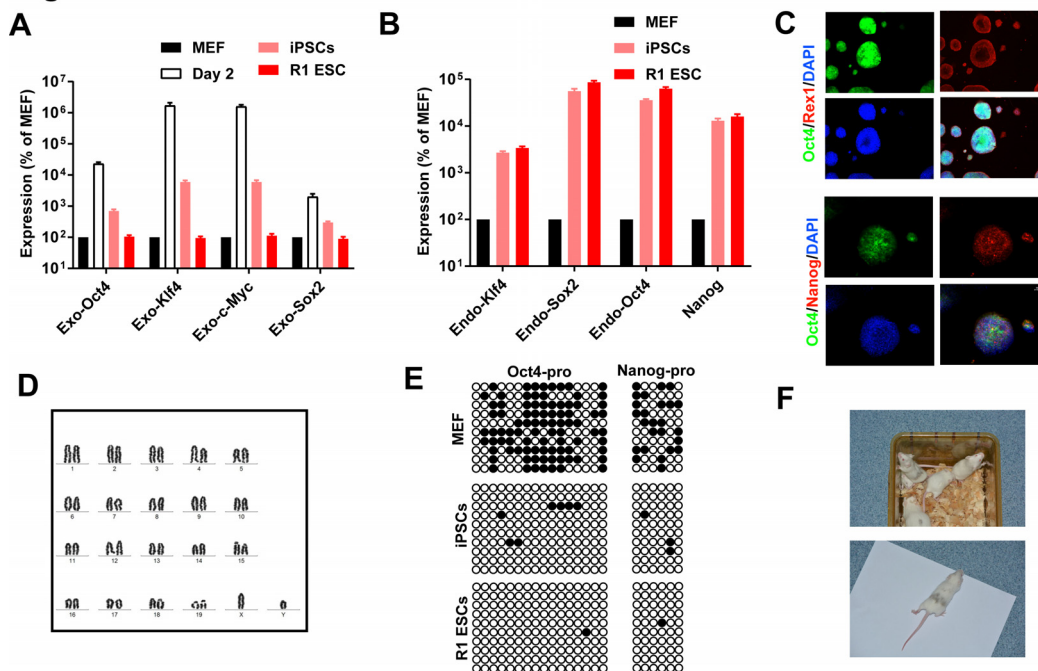 A
MEF
iPSCs
Day 2
R1 ESC
Expression (% of MEF)
10^7
10^6
10^5
10^4
10^3
10^2
10^1
Exo-Oct4
Exo-Klf4
Exo-c-Myc
Exo-Sox2
B
MEF
iPSCs
R1 ESC
Expression (% of MEF)
10^5
10^4
10^3
10^2
10^1
Endo-Klf4
Endo-Sox2
Endo-Oct4
Nanog
C
Oct4/Rex1/DAPI
Oct4/Nanog/DAPI
D
1 2 3 4 5
6 7 8 9 10
11 12 13 14 15
16 17 18 19 X Y
E
Oct4-pro Nanog-pro
MEF
iPSCs
R1 ESCs
F